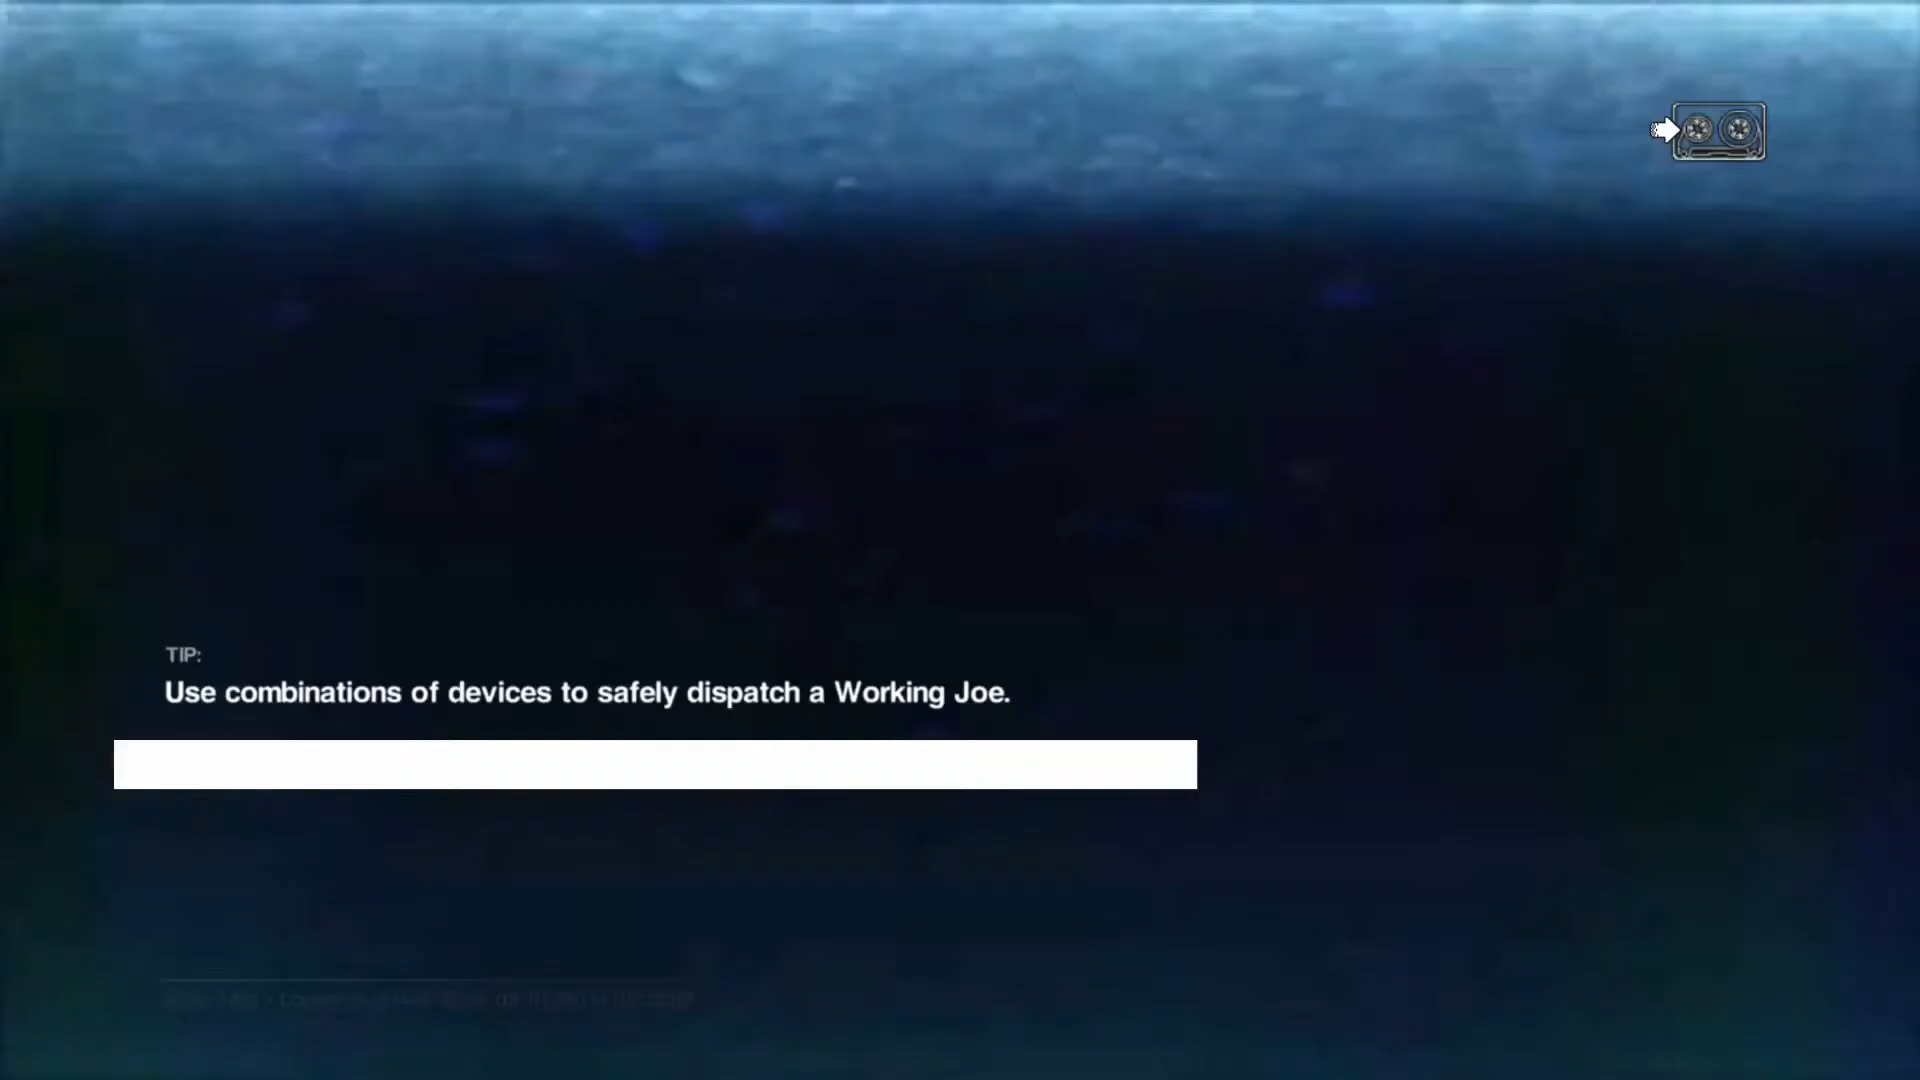 TIP:
Use combinations of devices to safely dispatch a Working Joe.